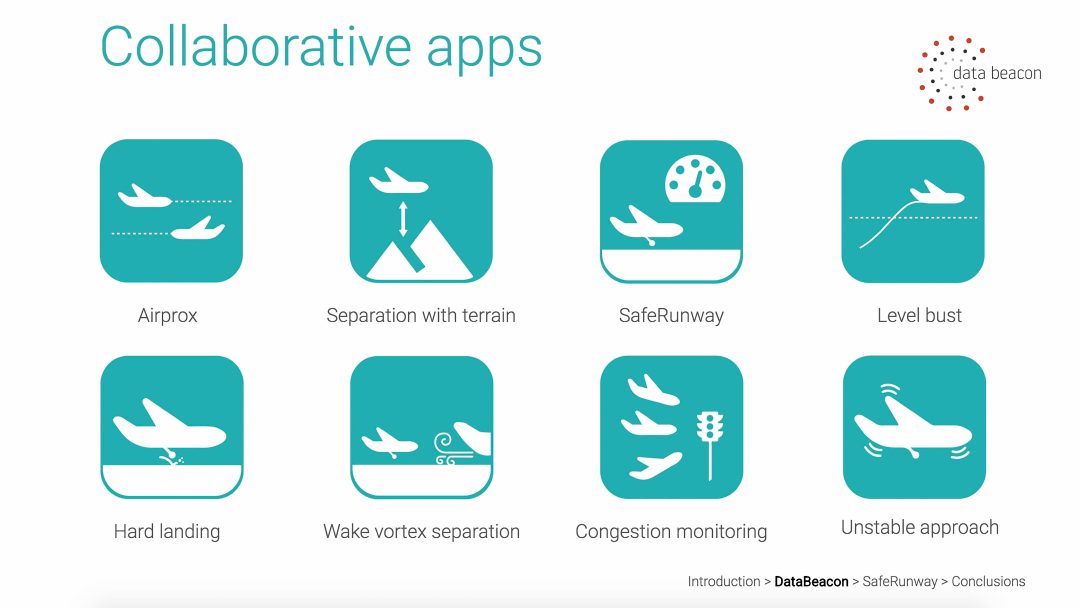 Collaborative apps
data beacon
Airprox
Separation with terrain
SafeRunway
Level bust
Hard landing
Wake vortex separation
Congestion monitoring
Unstable approach
Introduction > DataBeacon > SafeRunway > Conclusions